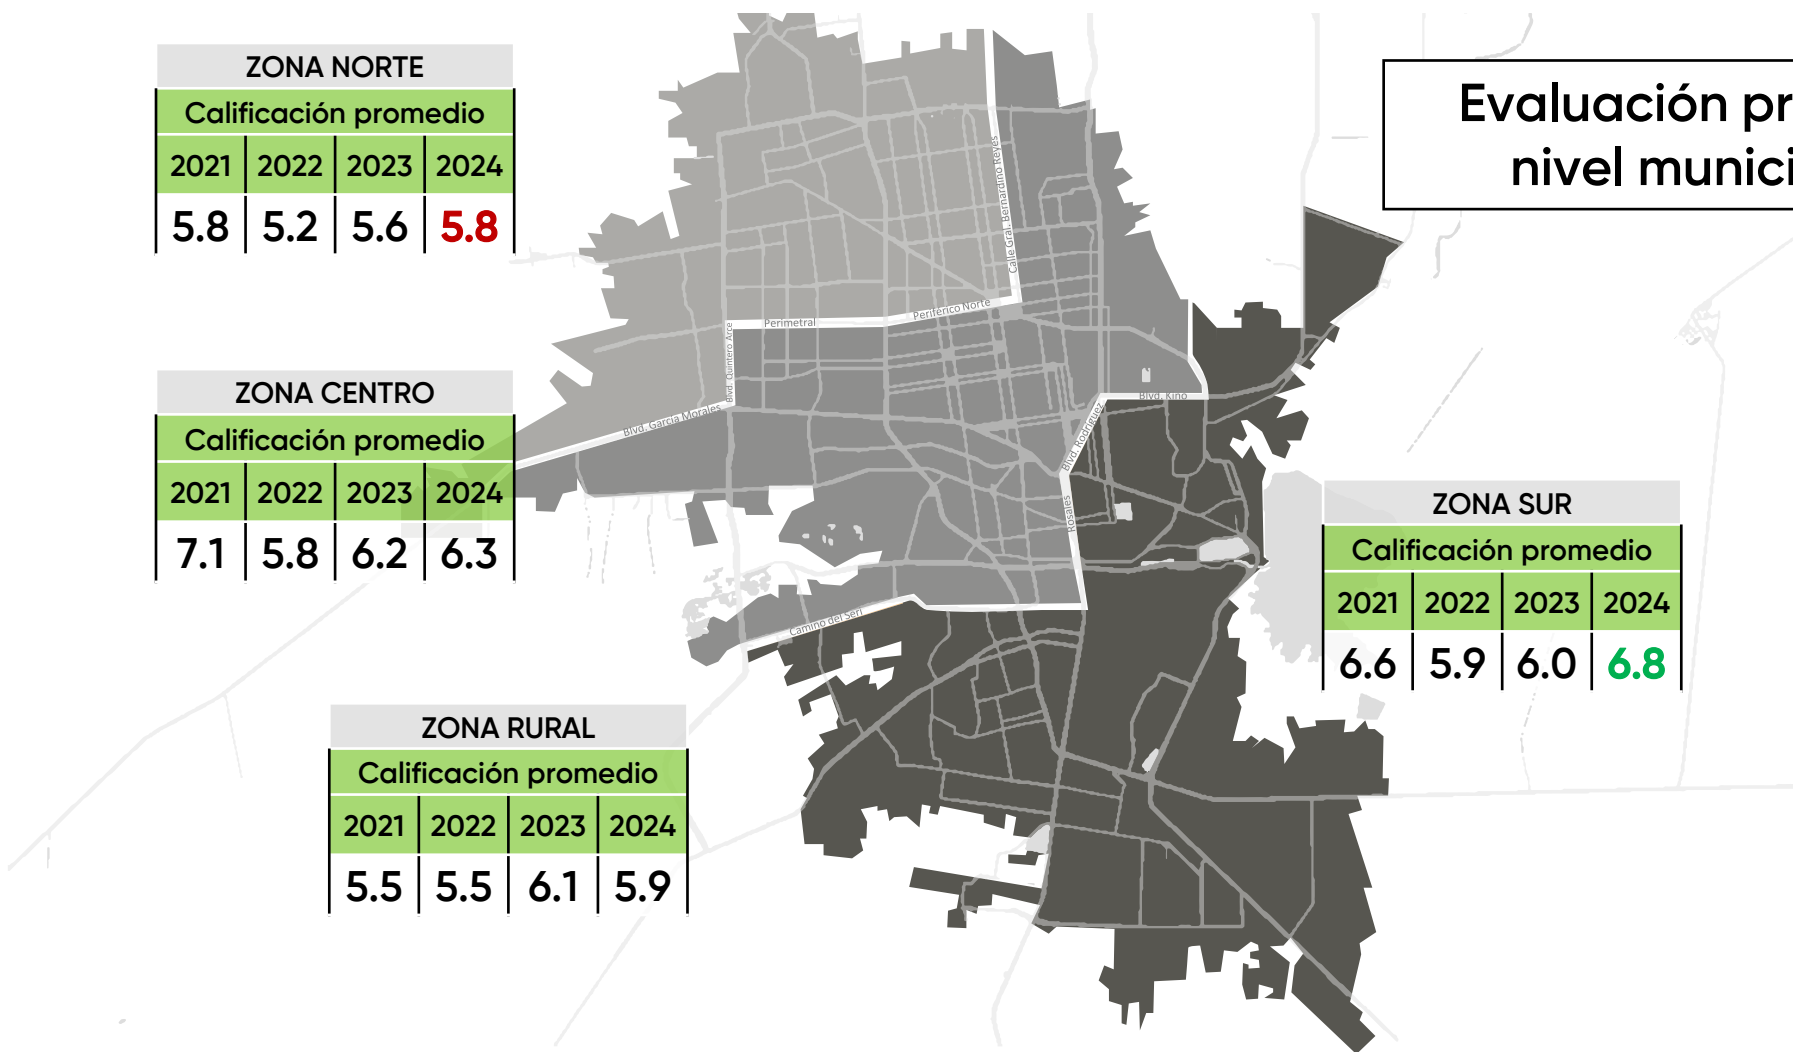 ZONA NORTE
Calificación promedio
2021 2022 2023 2024
5.8 5.2 5.6 5.8
Evaluación pr
nivel munici
Calle Gral. Bernardino Reyes
Periférico Norte
Perimetral
Blvd. Quintero Arce
Blvd. García Morales
Blvd. Kino
Blvd. Rodríguez
Rosales
Camino del Seri
ZONA CENTRO
Calificación promedio
2021 2022 2023 2024
7.1 5.8 6.2 6.3
ZONA SUR
Calificación promedio
2021 2022 2023 2024
6.6 5.9 6.0 6.8
ZONA RURAL
Calificación promedio
2021 2022 2023 2024
5.5 5.5 6.1 5.9